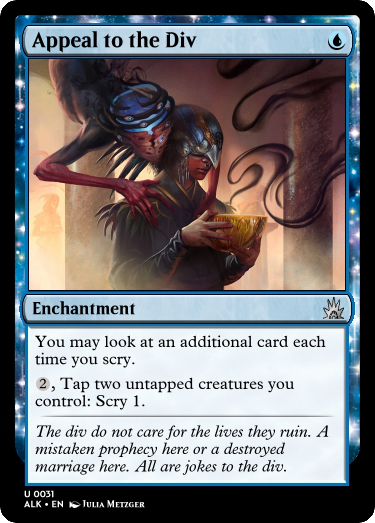 Appeal to the Div
Enchantment
You may look at an additional card each
time you scry.
2, Tap two untapped creatures you
control: Scry 1.
The div do not care for the lives they ruin. A
mistaken prophecy here or a destroyed
marriage here. All are jokes to the div.
U 0031
ALK • EN Julia Metzger